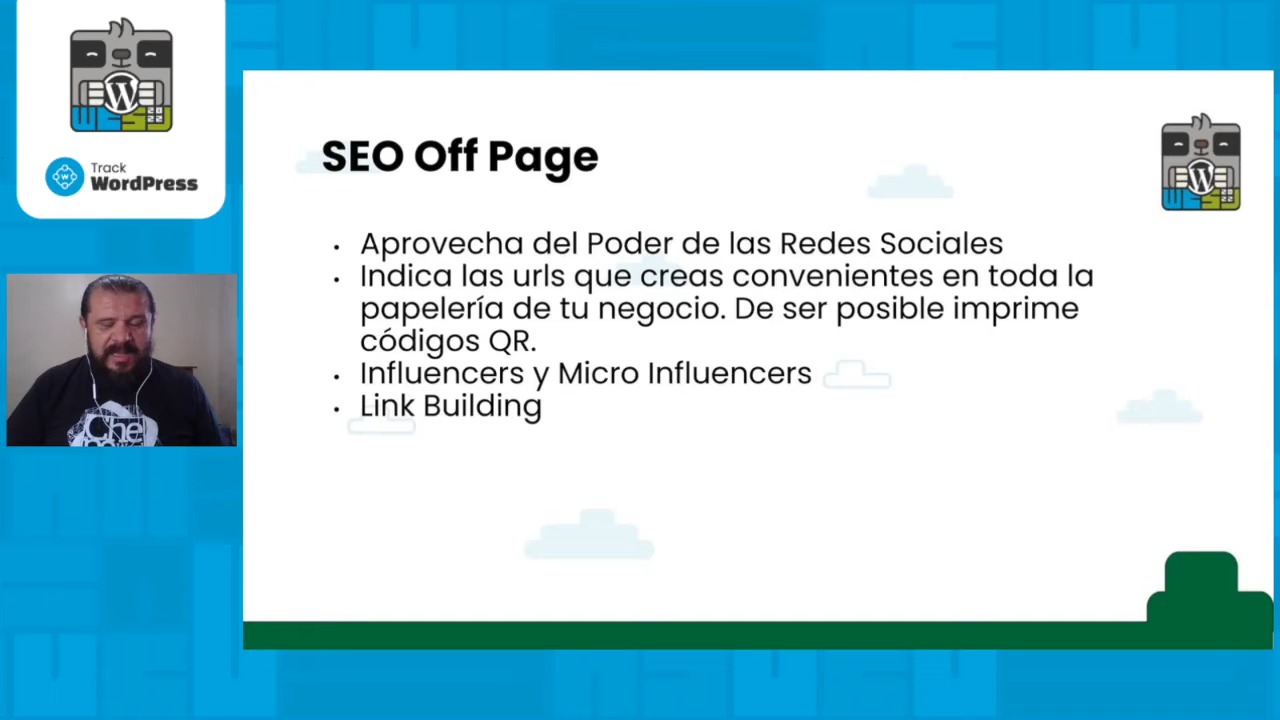 Track
WordPress
SEO Off Page
Aprovecha del Poder de las Redes Sociales
Indica las urls que creas convenientes en toda la
papelería de tu negocio. De ser posible imprime
códigos QR.
Influencers y Micro Influencers
Link Building
Che